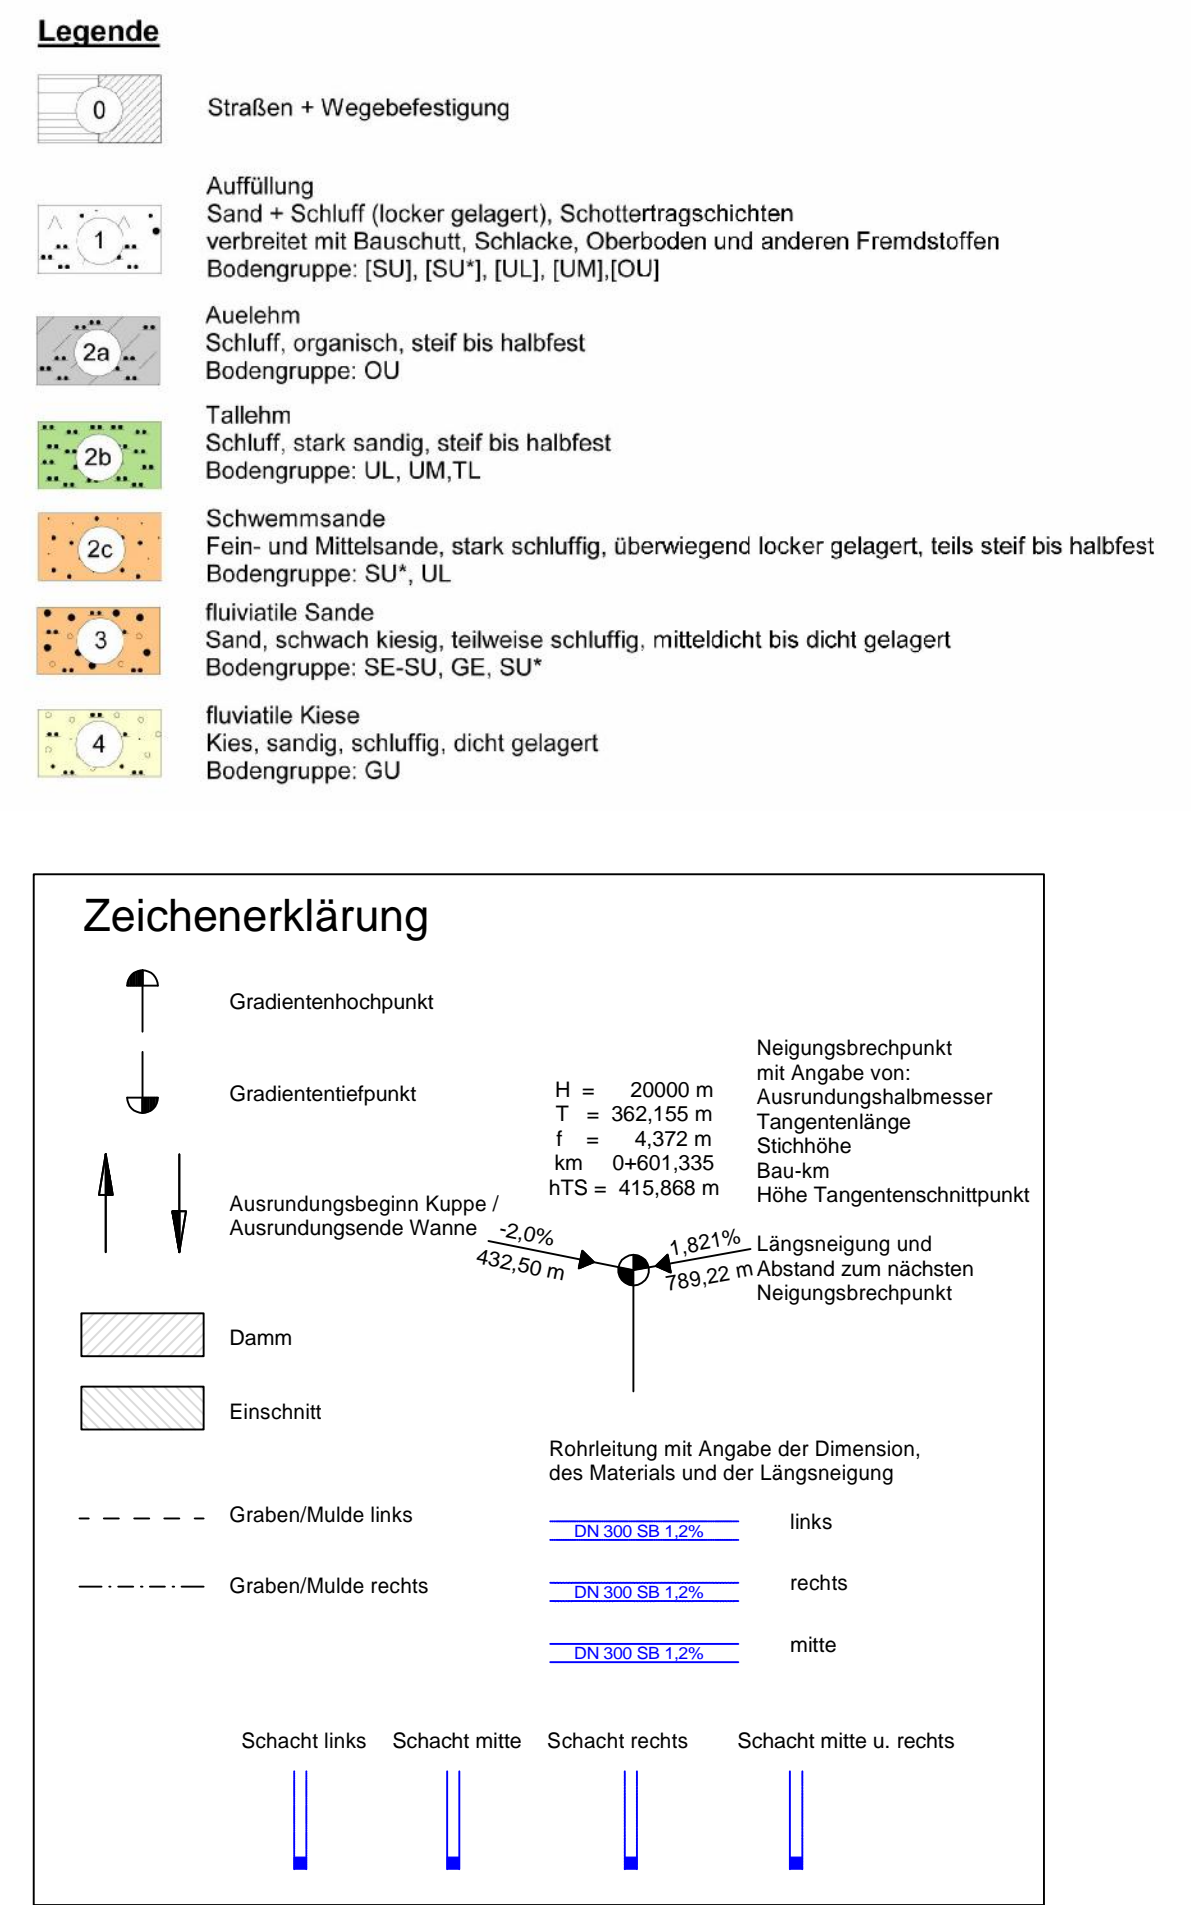 Legende
0
Straßen + Wegebefestigung
Auffüllung
1
Sand + Schluff (locker gelagert), Schottertragschichten
verbreitet mit Bauschutt, Schlacke, Oberboden und anderen Fremdstoffen
Bodengruppe: [SU], [SU*], [UL], [UM],[OU]
Auelehm
2a
Schluff, organisch, steif bis halbfest
Bodengruppe: OU
Tallehm
2b
Schluff, stark sandig, steif bis halbfest
Bodengruppe: UL, UM,TL
Schwemmsande
2c
Fein- und Mittelsande, stark schluffig, überwiegend locker gelagert, teils steif bis halbfest
Bodengruppe: SU*, UL
fluiviatile Sande
3
Sand, schwach kiesig, teilweise schluffig, mitteldicht bis dicht gelagert
Bodengruppe: SE-SU, GE, SU*
fluviatile Kiese
4
Kies, sandig, schluffig, dicht gelagert
Bodengruppe: GU
Zeichenerklärung
Gradientenhochpunkt
Gradiententiefpunkt
Ausrundungsbeginn Kuppe /
Ausrundungsende Wanne
Damm
Einschnitt
Graben/Mulde links
Graben/Mulde rechts
H = 20000 m
T = 362,155 m
f = 4,372 m
km 0+601,335
hTS = 415,868 m
Neigungsbrechpunkt
mit Angabe von:
Ausrundungshalbmesser
Tangentenlänge
Stichhöhe
Bau-km
Höhe Tangentenschnittpunkt
-2,0%
432,50 m
1,821%
789,22 m
Längsneigung und
Abstand zum nächsten
Neigungsbrechpunkt
Rohrleitung mit Angabe der Dimension,
des Materials und der Längsneigung
DN 300 SB 1,2% links
DN 300 SB 1,2% rechts
DN 300 SB 1,2% mitte
Schacht links Schacht mitte Schacht rechts Schacht mitte u. rechts